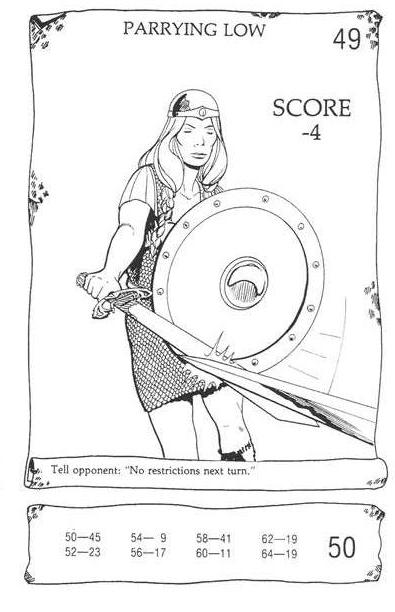 PARRYING LOW
49
SCORE
-4
Tell opponent: "No restrictions next turn."
50—45 54— 9 58—41 62—19
52—23 56—17 60—11 64—19
50